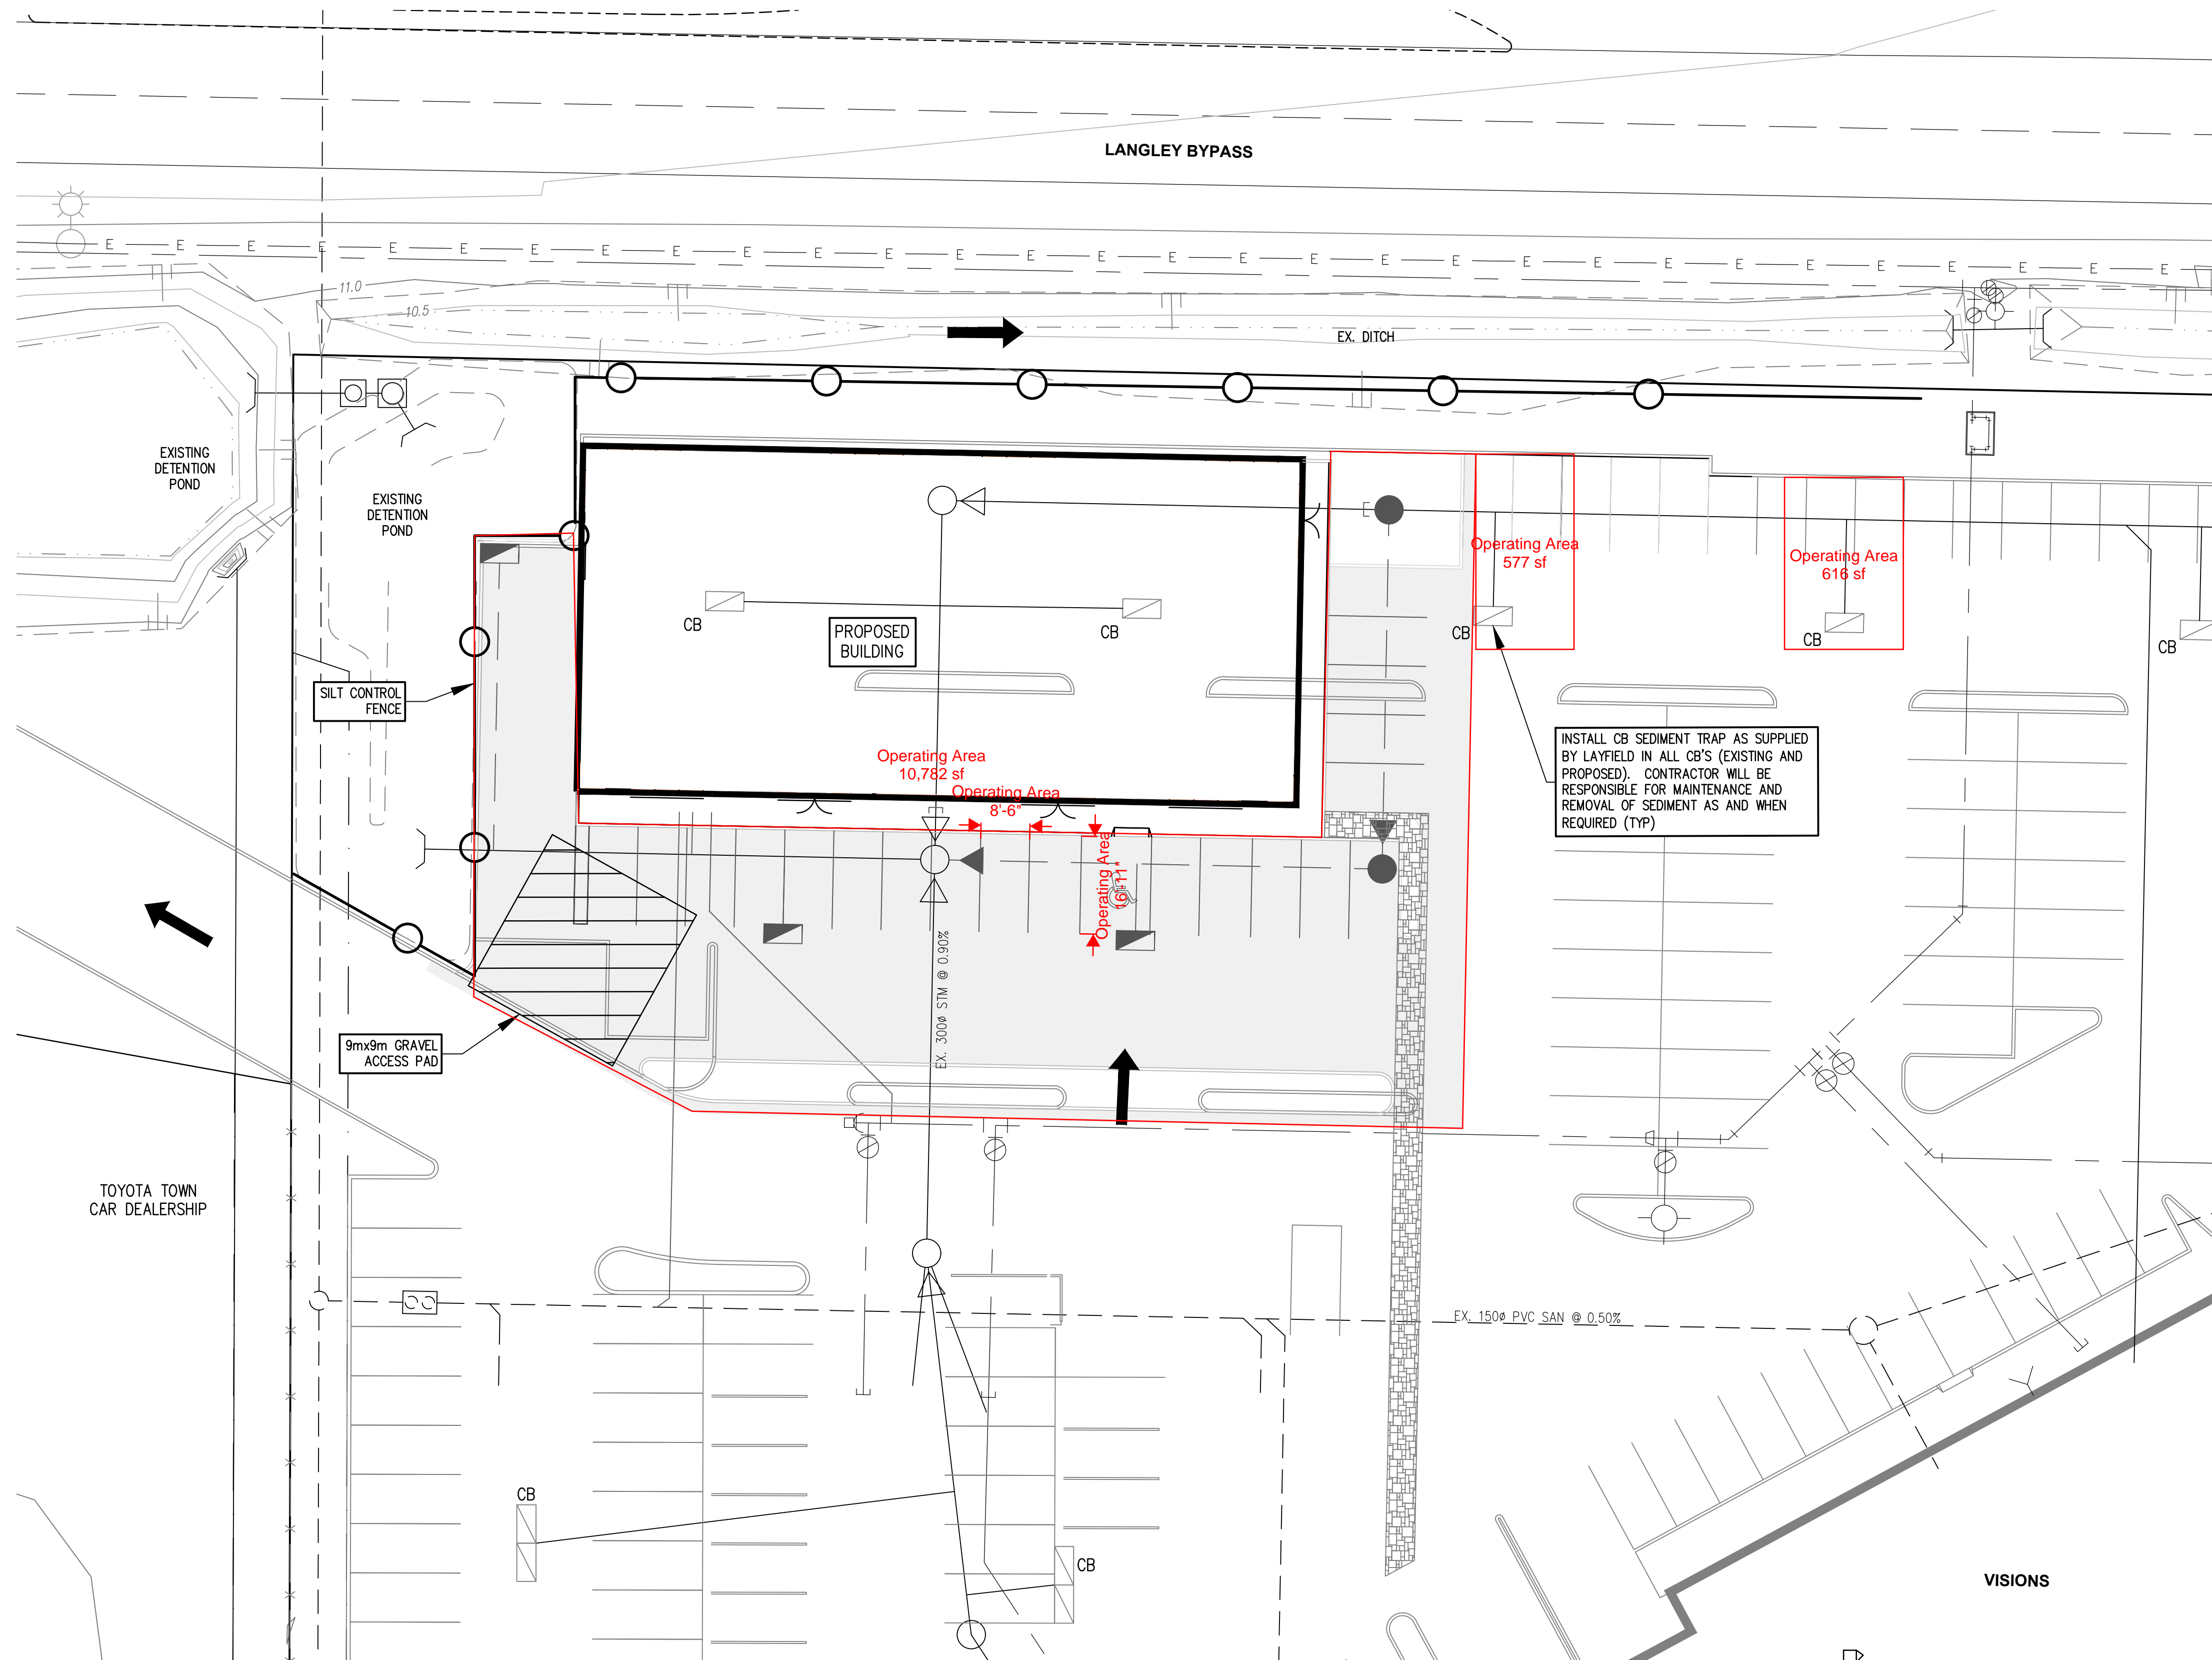 LANGLEY BYPASS
E E E E E E E E E E E E E E E E E E E E E E E E E E E E E E
11.0
10.5
EX. DITCH
EXISTING
DETENTION
POND
EXISTING
DETENTION
POND
Operating Area
577 sf
Operating Area
616 sf
CB
CB
CB
CB
CB
PROPOSED
BUILDING
SILT CONTROL
FENCE
INSTALL CB SEDIMENT TRAP AS SUPPLIED
BY LAYFIELD IN ALL CB'S (EXISTING AND
PROPOSED). CONTRACTOR WILL BE
RESPONSIBLE FOR MAINTENANCE AND
REMOVAL OF SEDIMENT AS AND WHEN
REQUIRED (TYP)
Operating Area
10,782 sf
Operating Area
8'-6"
Operating Area
16'-11"
EX. 300ø STM @ 0.90%
9mx9m GRAVEL
ACCESS PAD
TOYOTA TOWN
CAR DEALERSHIP
EX. 150ø PVC SAN @ 0.50%
CB
CB
VISIONS